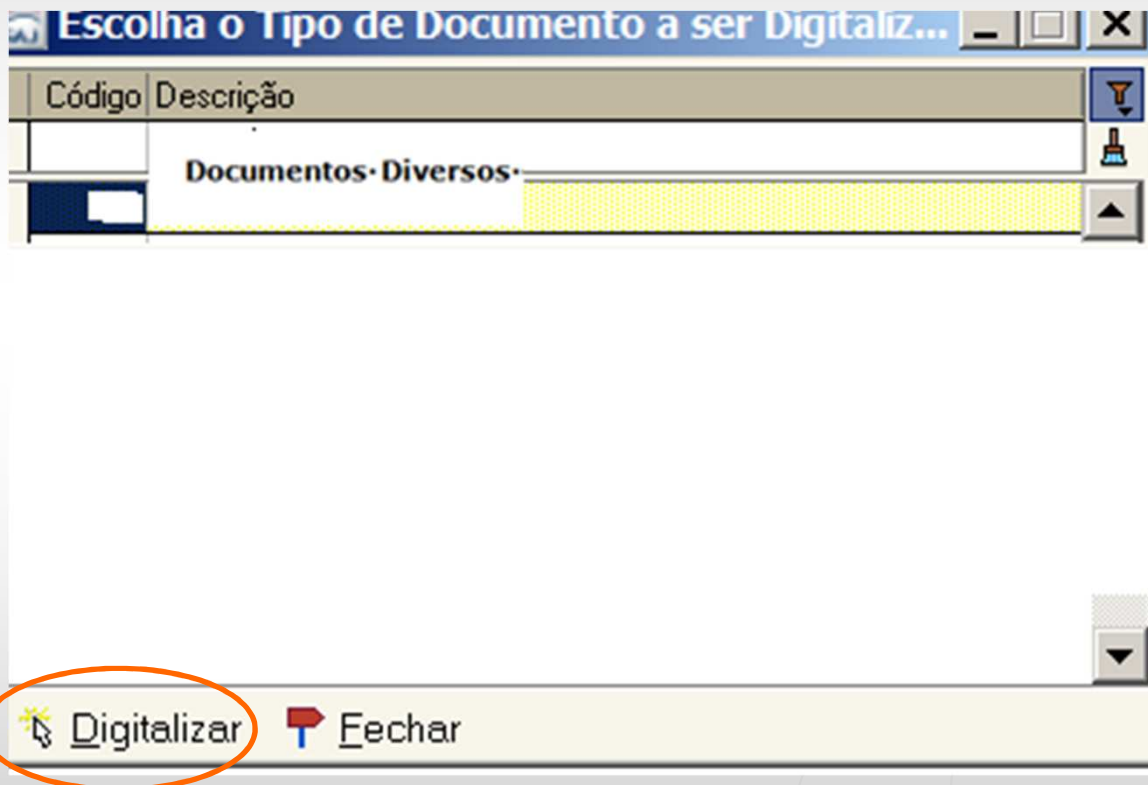 Escolha o Tipo de Documento a ser Digitaliz...
Código Descrição
Documentos Diversos
Digitalizar Fechar